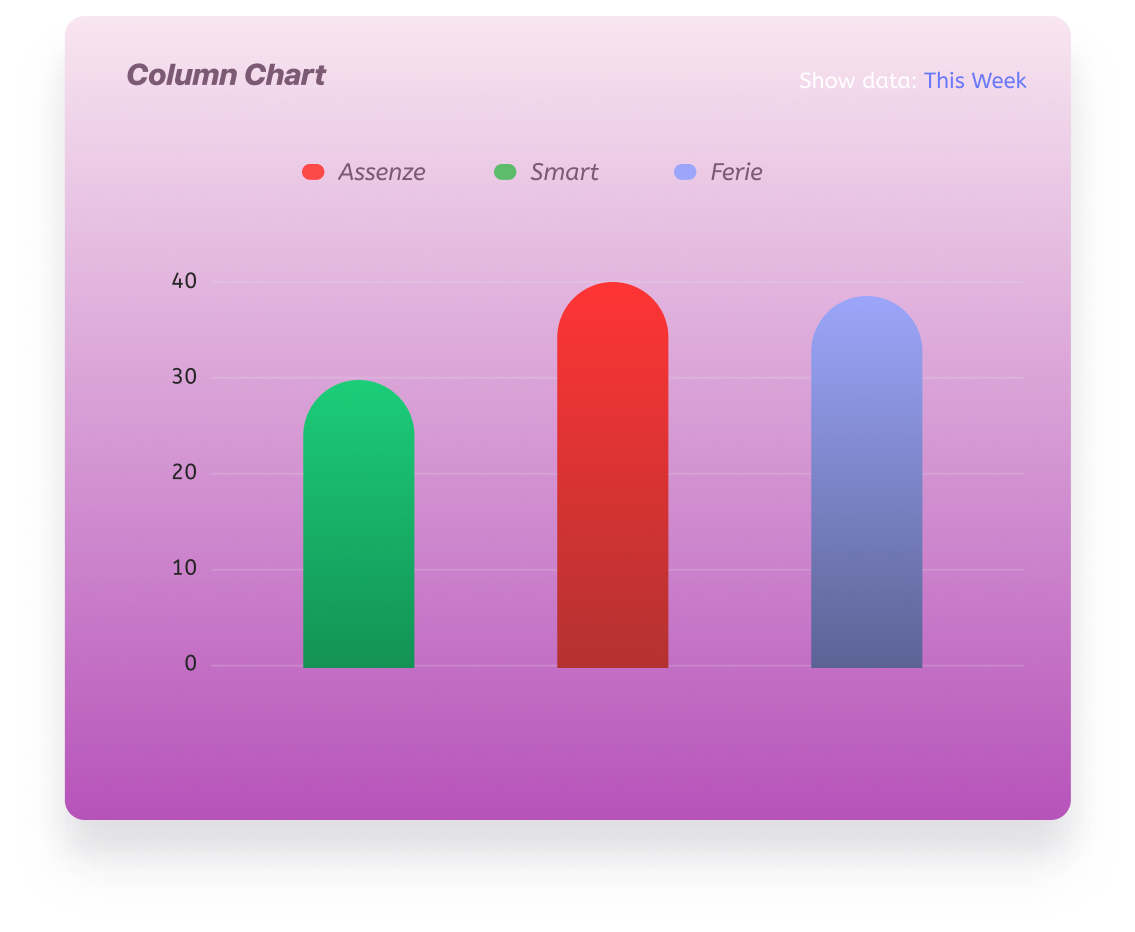 Column Chart
Show data: This Week
Assenze
Smart
Ferie
40
30
20
10
0